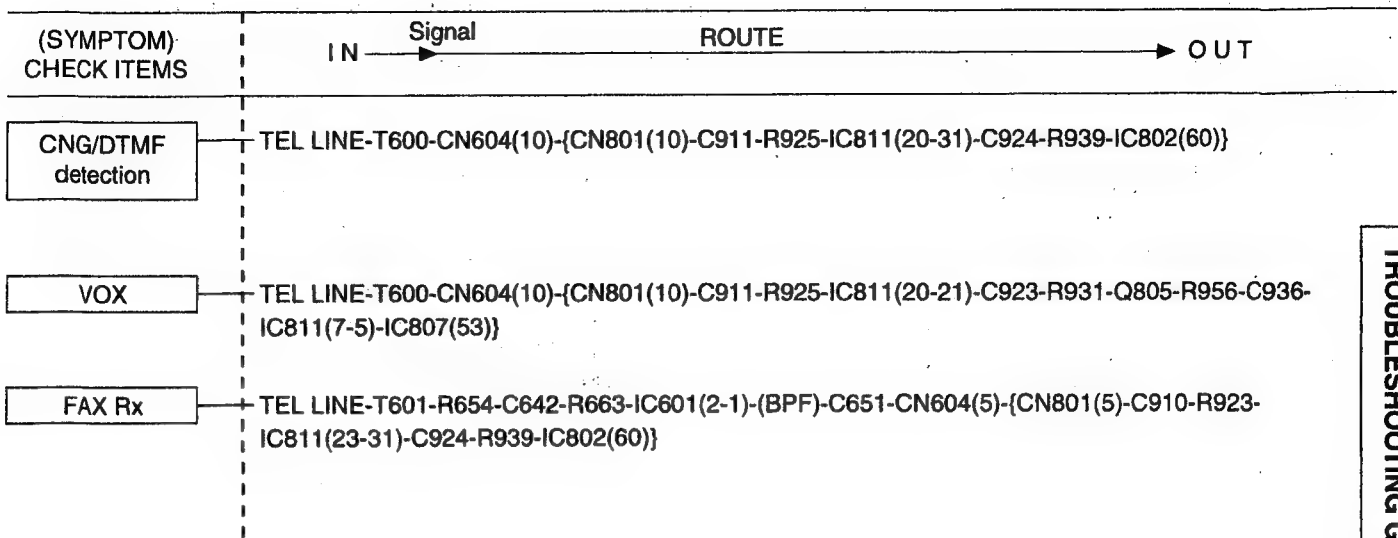 (SYMPTOM)
CHECK ITEMS
Signal
IN
ROUTE
OUT
CNG/DTMF
detection
TEL LINE-T600-CN604(10)-{CN801(10)-C911-R925-IC811(20-31)-C924-R939-IC802(60)}
VOX
TEL LINE-T600-CN604(10)-{CN801(10)-C911-R925-IC811(20-21)-C923-R931-Q805-R956-C936-
IC811(7-5)-IC807(53)}
FAX Rx
TEL LINE-T601-R654-C642-R663-IC601(2-1)-(BPF)-C651-CN604(5)-{CN801(5)-C910-R923-
IC811(23-31)-C924-R939-IC802(60)}
TROUBLESHOOTING